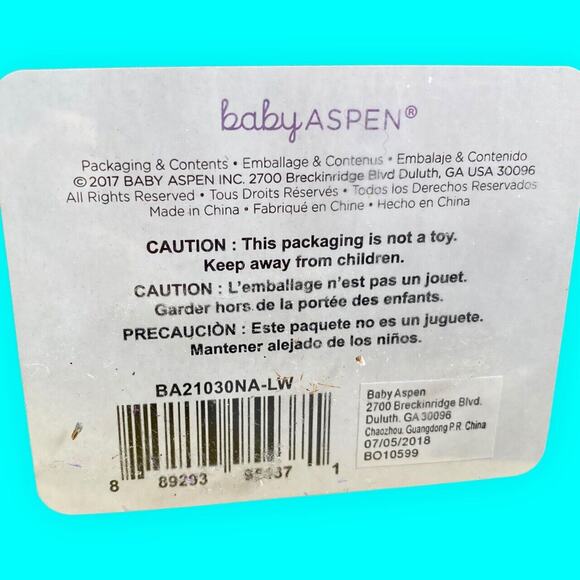 baby ASPEN®
Packaging & Contents • Emballage & Contenus • Embalaje & Contenido
© 2017 BABY ASPEN INC. 2700 Breckinridge Blvd Duluth, GA USA 30096
All Rights Reserved • Tous Droits Réservés • Todos los Derechos Reservados
Made in China • Fabriqué en Chine • Hecho en China
CAUTION : This packaging is not a toy.
Keep away from children.
CAUTION : L'emballage n'est pas un jouet.
Garder hors de la portée des enfants.
PRECAUCIÒN : Este paquete no es un juguete.
Mantener alejado de los niños.
BA21030NA-LW
8 89293 1
Baby Aspen
2700 Breckinridge Blvd.
Duluth, GA 30096
Chaozhou, Guangdong P.R. China
07/05/2018
BO10599